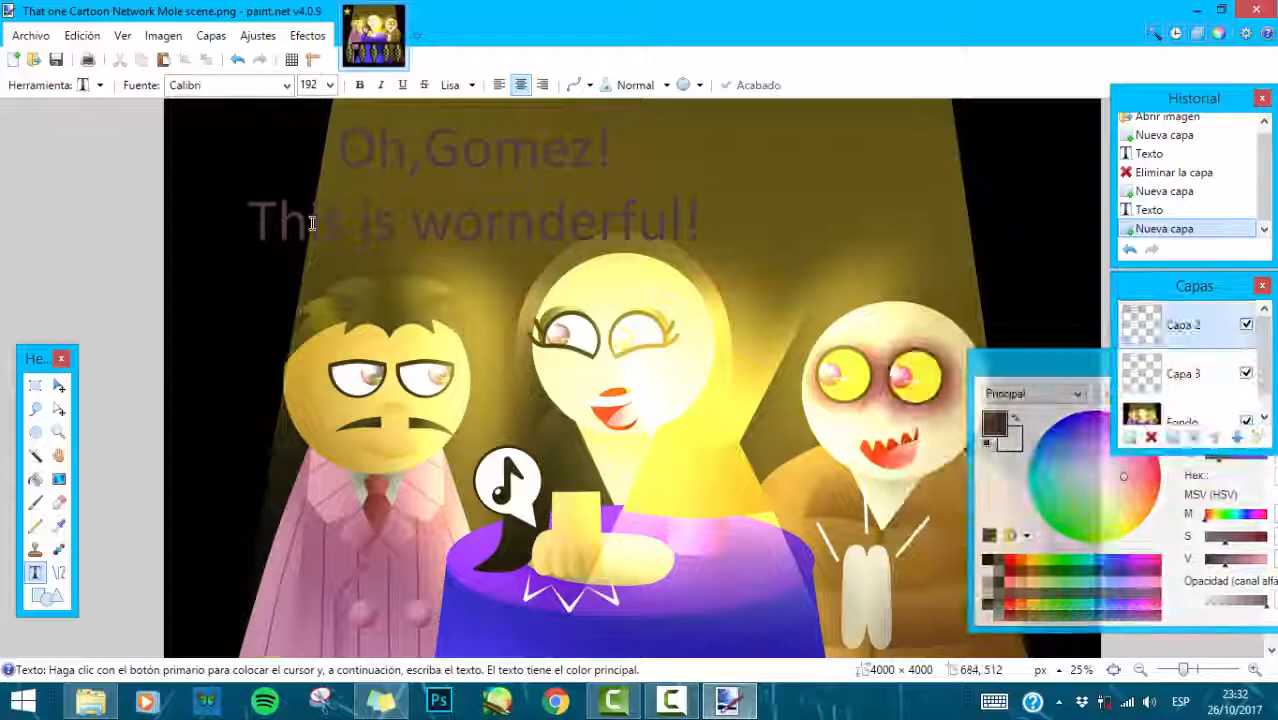 That one Cartoon Network Mole scene.png - paint.net v4.0.9
Archivo Edición Ver Imagen Capas Ajustes Efectos
Herramienta: T Fuente: Calibri 192 B I U S Lisa Normal Acabado
Oh,Gomez!
This is wornderful!
Historial
Abrir imagen
Nueva capa
Texto
Eliminar la capa
Nueva capa
Texto
Nueva capa
Capas
Capa 2
Capa 3
Fondo
He...
Principal
Hex.:
MSV (HSV)
M
S
V:
Opacidad (canal alfa
Texto: Haga clic con el botón primario para colocar el cursor y, a continuación, escriba el texto. El texto tiene el color principal.
4000 × 4000 684, 512 px 25%
Ps ESP 23:32
26/10/2017